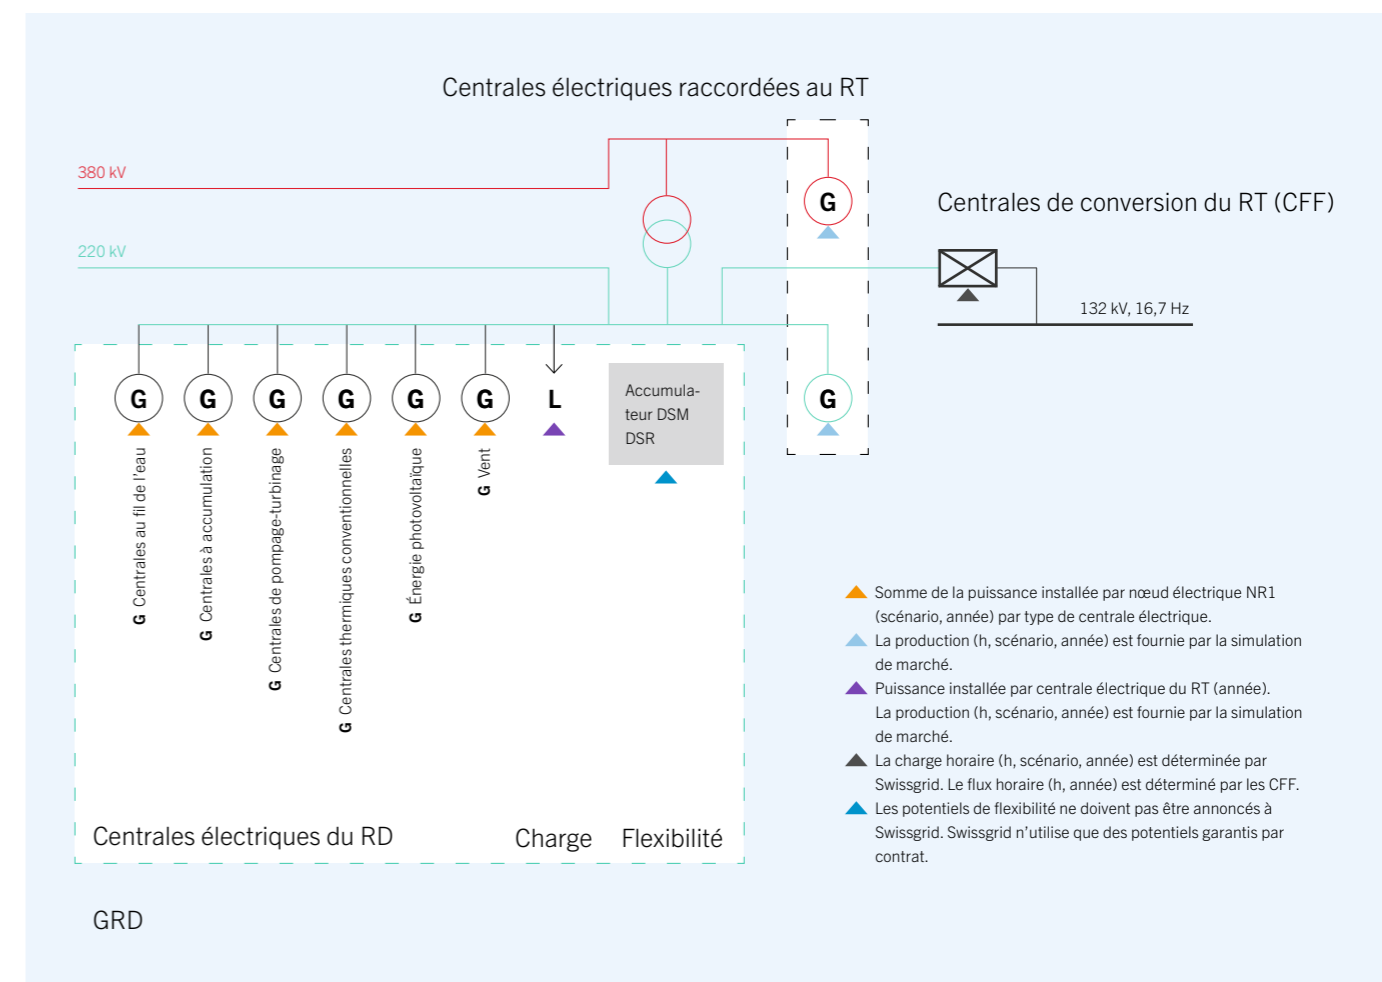 Centrales électriques raccordées au RT
380 kV
G
Centrales de conversion du RT (CFF)
220 kV
132 kV, 16,7 Hz
G
G
G
G
G
G
L
Accumula-
teur DSM
DSR
G
G Centrales au fil de l'eau
G Centrales à accumulation
G Centrales de pompage-turbinage
G Centrales thermiques conventionnelles
G Énergie photovoltaïque
G Vent
Somme de la puissance installée par nœud électrique NR1
(scénario, année) par type de centrale électrique.
La production (h, scénario, année) est fournie par la simulation
de marché.
Puissance installée par centrale électrique du RT (année).
La production (h, scénario, année) est fournie par la simulation
de marché.
La charge horaire (h, scénario, année) est déterminée par
Swissgrid. Le flux horaire (h, année) est déterminé par les CFF.
Les potentiels de flexibilité ne doivent pas être annoncés à
Swissgrid. Swissgrid n'utilise que des potentiels garantis par
contrat.
Centrales électriques du RD
Charge
Flexibilité
GRD